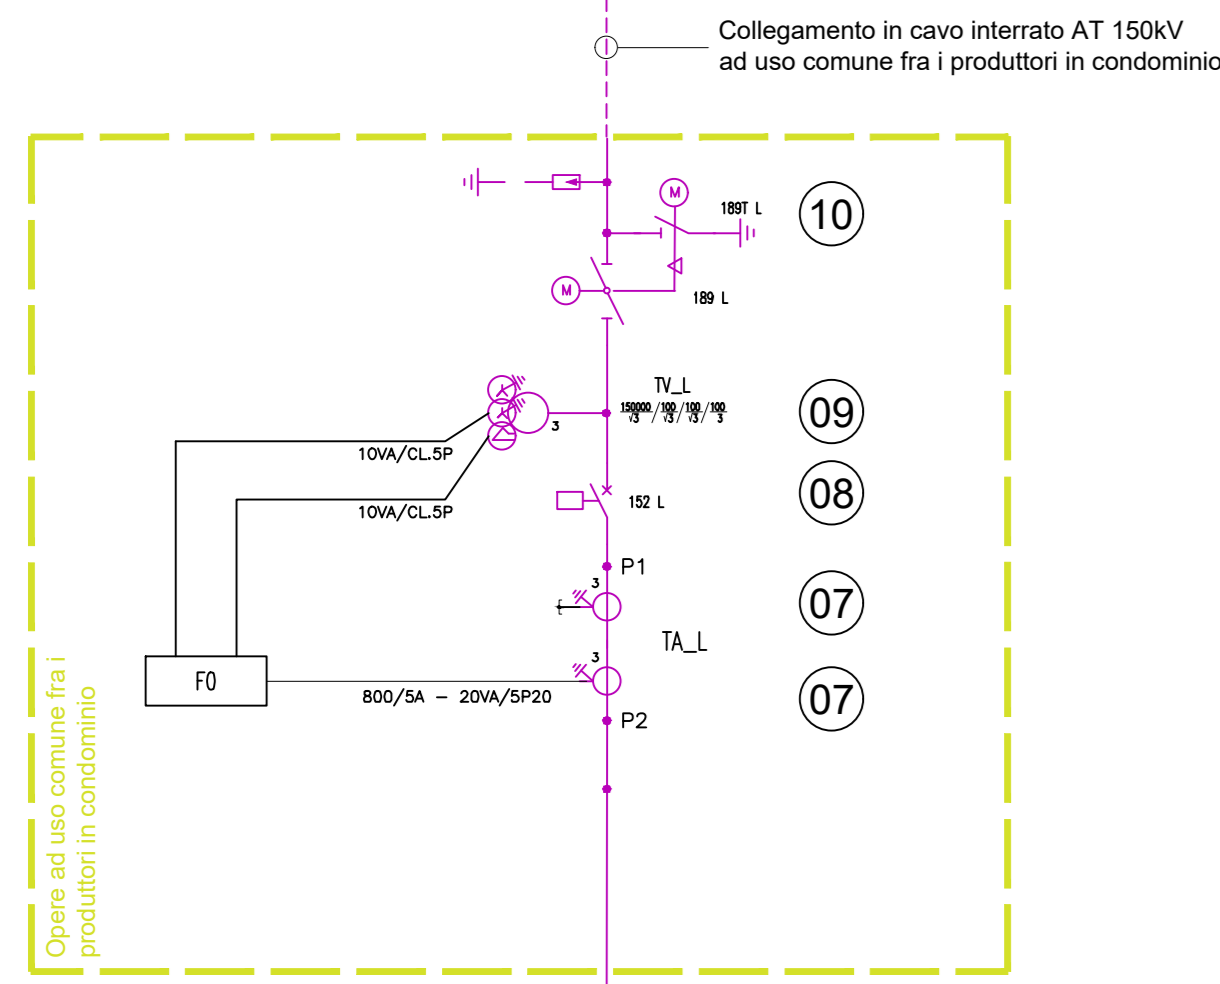 Collegamento in cavo interrato AT 150kV
ad uso comune fra i produttori in condominio
M
189T L
10
M
189 L
TV_L
150000/√3 / 100/√3 / 100/√3 / 100/3
3
09
10VA/CL.5P
152 L
08
10VA/CL.5P
P1
3
07
TA_L
3
F0
800/5A – 20VA/5P20
07
P2
Opere ad uso comune fra i
produttori in condominio